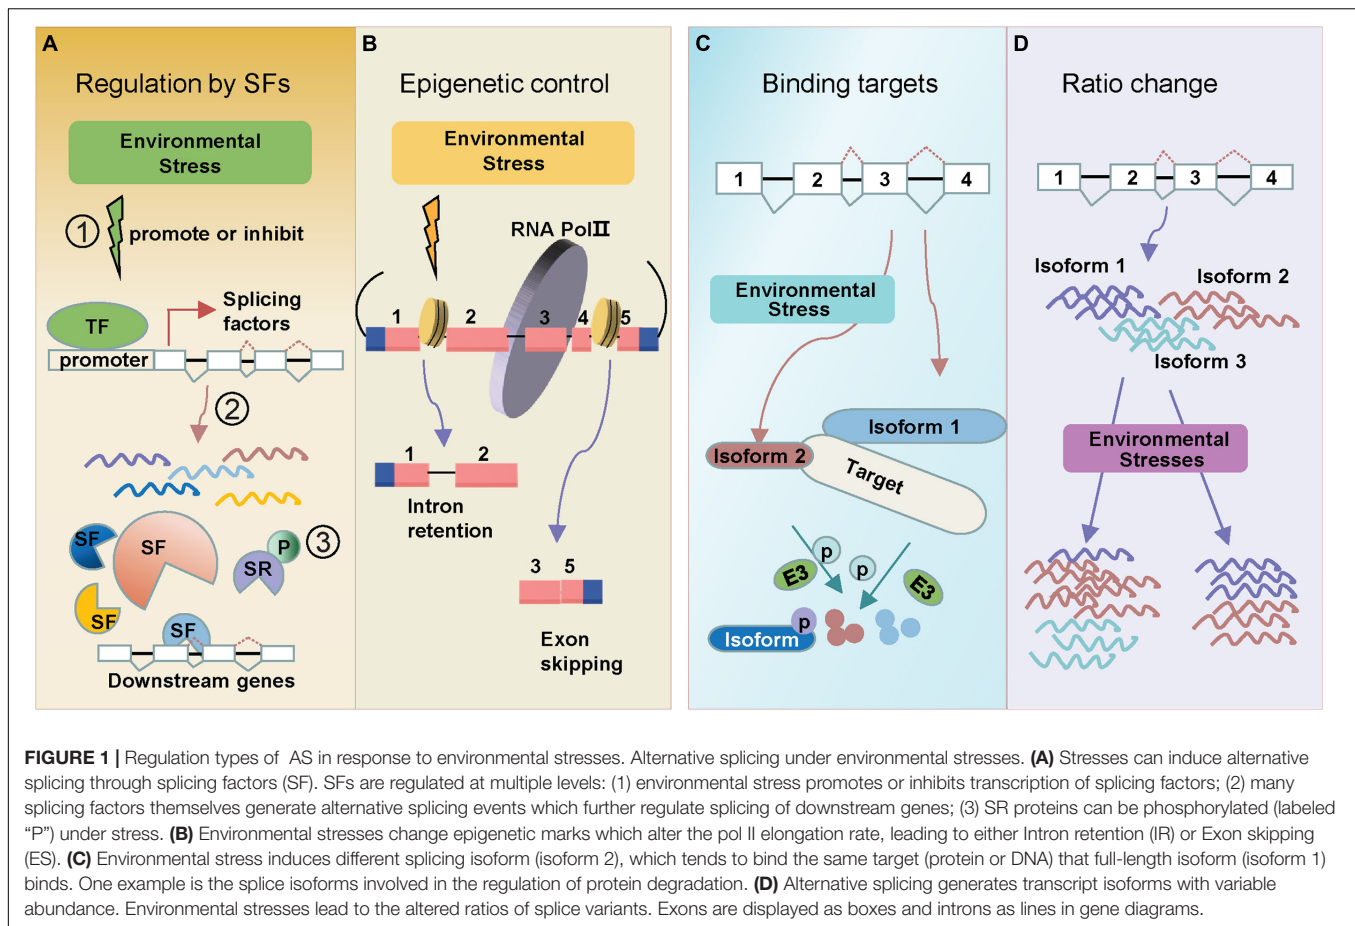 A
Regulation by SFs
Environmental
Stress
1
promote or inhibit
TF
Splicing
factors
promoter
2
SF
SF
P
SR
3
SF
SF
Downstream genes
B
Epigenetic control
Environmental
Stress
RNA PolII
1 2 3 4 5
1 2
Intron
retention
3 5
Exon
skipping
C
Binding targets
1 2 3 4
Environmental
Stress
Isoform 1
Isoform 2
Target
p
E3
p
E3
p
Isoform
D
Ratio change
1 2 3 4
Isoform 1
Isoform 2
Isoform 3
Environmental
Stresses
FIGURE 1 | Regulation types of AS in response to environmental stresses. Alternative splicing under environmental stresses. (A) Stresses can induce alternative
splicing through splicing factors (SF). SFs are regulated at multiple levels: (1) environmental stress promotes or inhibits transcription of splicing factors; (2) many
splicing factors themselves generate alternative splicing events which further regulate splicing of downstream genes; (3) SR proteins can be phosphorylated (labeled
“P”) under stress. (B) Environmental stresses change epigenetic marks which alter the pol II elongation rate, leading to either Intron retention (IR) or Exon skipping
(ES). (C) Environmental stress induces different splicing isoform (isoform 2), which tends to bind the same target (protein or DNA) that full-length isoform (isoform 1)
binds. One example is the splice isoforms involved in the regulation of protein degradation. (D) Alternative splicing generates transcript isoforms with variable
abundance. Environmental stresses lead to the altered ratios of splice variants. Exons are displayed as boxes and introns as lines in gene diagrams.